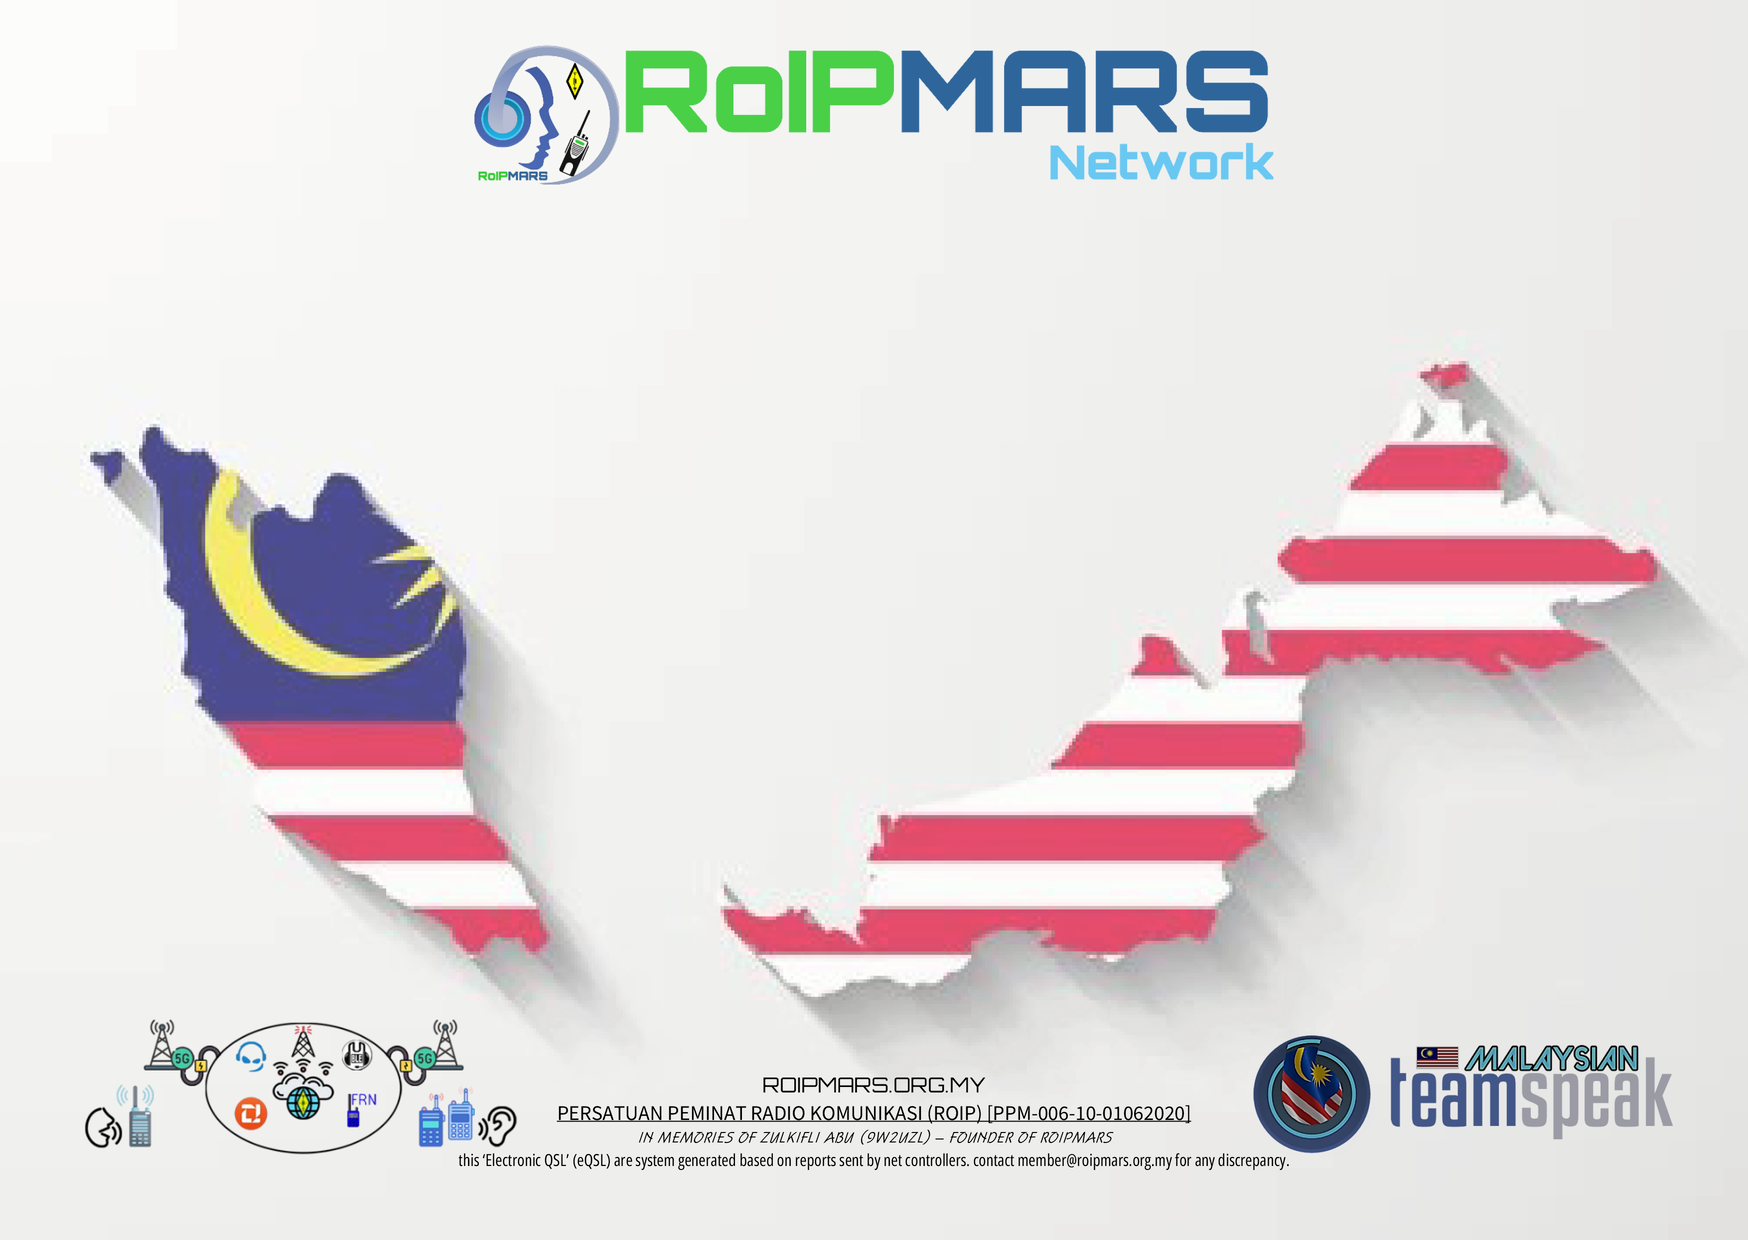 RoIPMARS
Network
RoIPMARS
5G
5G
FRN
ROIPMARS.ORG.MY
PERSATUAN PEMINAT RADIO KOMUNIKASI (ROIP) [PPM-006-10-01062020]
IN MEMORIES OF ZULKIFLI ABU (9W2UZL) – FOUNDER OF ROIPMARS
this ‘Electronic QSL’ (eQSL) are system generated based on reports sent by net controllers. contact member@roipmars.org.my for any discrepancy.
MALAYSIAN
teamspeak